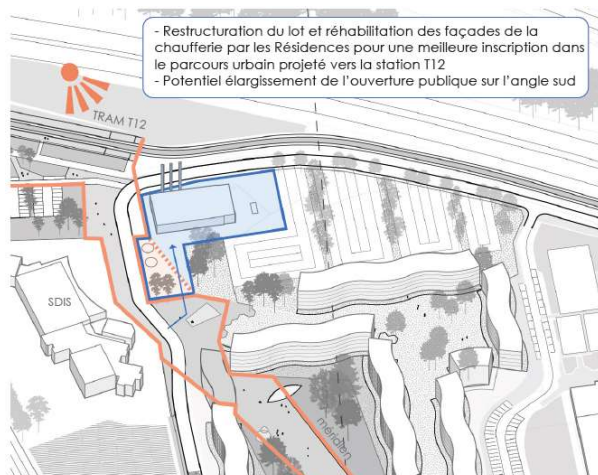 - Restructuration du lot et réhabilitation des façades de la
chaufferie par les Résidences pour une meilleure inscription dans
le parcours urbain projeté vers la station T12
- Potentiel élargissement de l'ouverture publique sur l'angle sud
TRAM T12
SDIS
méridien